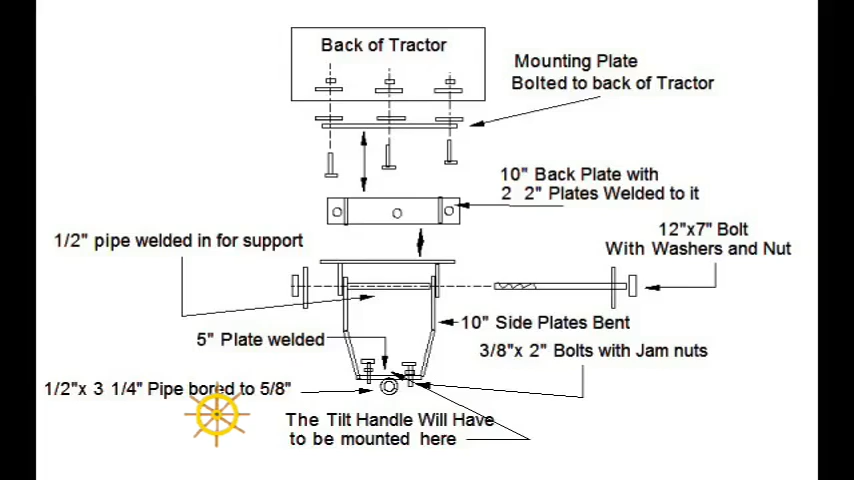 Back of Tractor
Mounting Plate
Bolted to back of Tractor
10" Back Plate with
2 2" Plates Welded to it
12"x7" Bolt
With Washers and Nut
1/2" pipe welded in for support
10" Side Plates Bent
5" Plate welded
3/8"x 2" Bolts with Jam nuts
1/2"x 3 1/4" Pipe bored to 5/8"
The Tilt Handle Will Have
to be mounted here